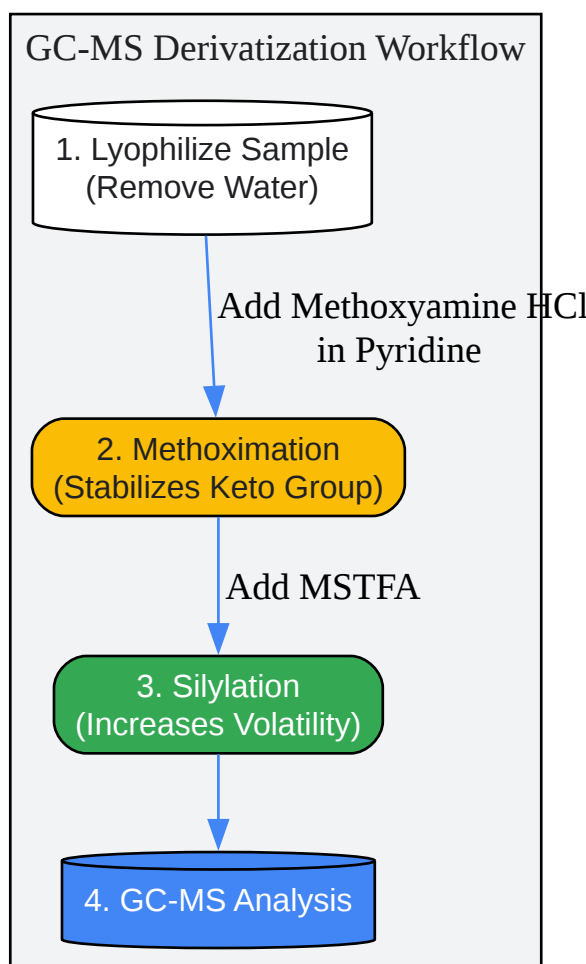 GC-MS Derivatization Workflow
1. Lyophilize Sample
(Remove Water)
Add Methoxyamine HCl
in Pyridine
2. Methoximation
(Stabilizes Keto Group)
Add MSTFA
3. Silylation
(Increases Volatility)
4. GC-MS Analysis